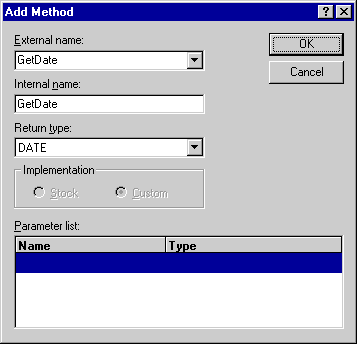 Add Method
External name:
OK
GetDate
Cancel
Internal name:
GetDate
Return type:
DATE
Implementation
Stock
Custom
Parameter list:
Name Type